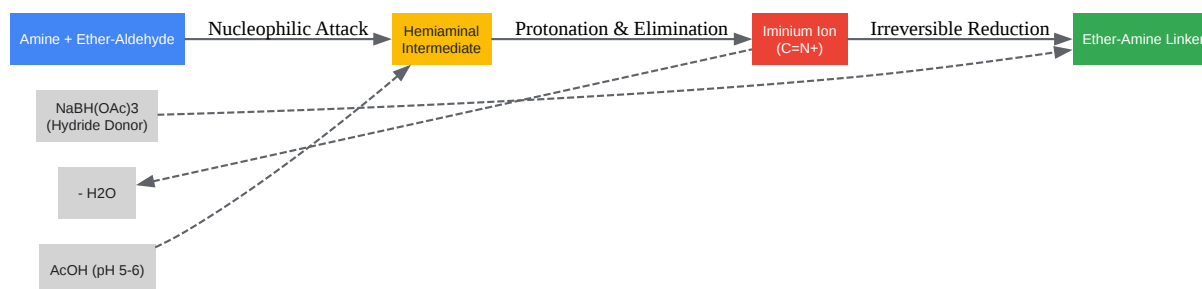 Amine + Ether-Aldehyde
Nucleophilic Attack
Hemiaminal
Intermediate
Protonation & Elimination
Iminium Ion
(C=N+)
Irreversible Reduction
Ether-Amine Linker
NaBH(OAc)3
(Hydride Donor)
- H2O
AcOH (pH 5-6)